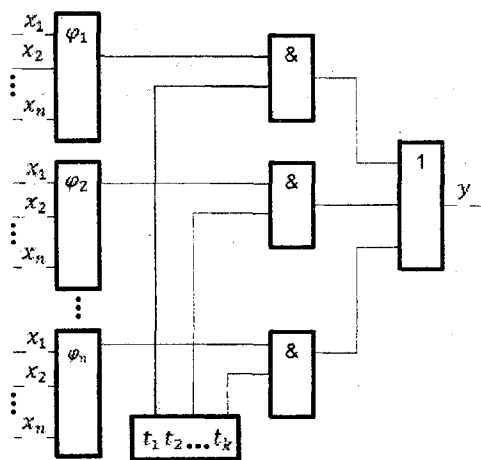 x₁
φ₁
x₂
⋮
xₙ
&
x₁
φ₂
x₂
⋮
xₙ
&
1
y
⋮
x₁
φₙ
x₂
⋮
xₙ
&
t₁ t₂ ... tₖ